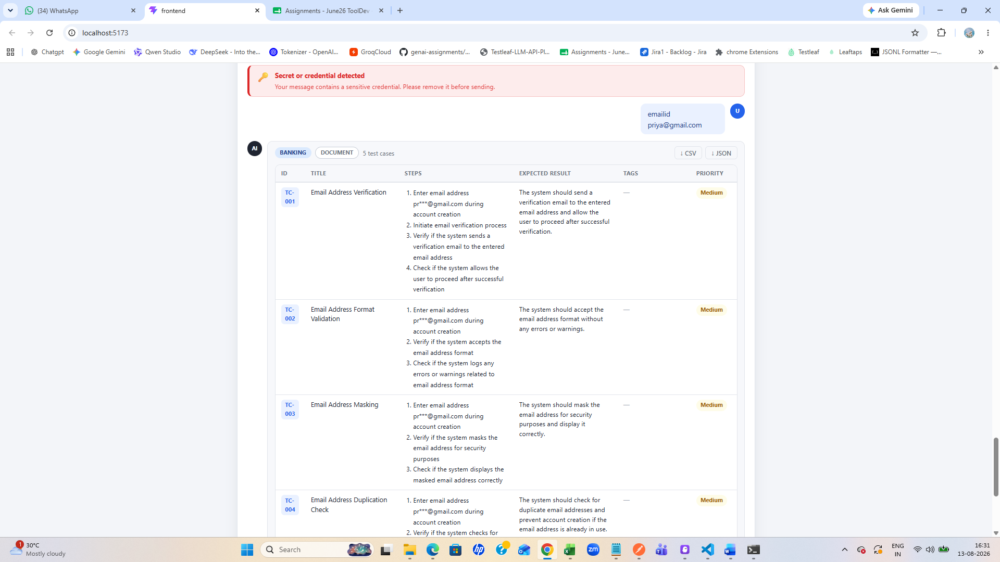 (34) WhatsApp
frontend
Assignments - June26 ToolDev
Ask Gemini
localhost:5173
Chatgpt
Google Gemini
Qwen Studio
DeepSeek - Into the...
Tokenizer - OpenAI...
GroqCloud
genai-assignments/...
Testleaf-LLM-API-Pl...
Assignments - June...
Jira1 - Backlog - Jira
chrome Extensions
Testleaf
Leaftaps
JSONL Formatter —...
Secret or credential detected
Your message contains a sensitive credential. Please remove it before sending.
emailid
priya@gmail.com
U
AI
BANKING
DOCUMENT
5 test cases
↓ CSV
↓ JSON
ID TITLE STEPS EXPECTED RESULT TAGS PRIORITY
TC-
001
Email Address Verification
1. Enter email address
pr***@gmail.com during
account creation
2. Initiate email verification process
3. Verify if the system sends a
verification email to the entered
email address
4. Check if the system allows the
user to proceed after successful
verification
The system should send a
verification email to the entered
email address and allow the
user to proceed after successful
verification.
—
Medium
TC-
002
Email Address Format
Validation
1. Enter email address
pr***@gmail.com during
account creation
2. Verify if the system accepts the
email address format
3. Check if the system logs any
errors or warnings related to
email address format
The system should accept the
email address format without
any errors or warnings.
—
Medium
TC-
003
Email Address Masking
1. Enter email address
pr***@gmail.com during
account creation
2. Verify if the system masks the
email address for security
purposes
3. Check if the system displays the
masked email address correctly
The system should mask the
email address for security
purposes and display it
correctly.
—
Medium
TC-
004
Email Address Duplication
Check
1. Enter email address
pr***@gmail.com during
account creation
2. Verify if the system checks for
The system should check for
duplicate email addresses and
prevent account creation if the
email address is already in use.
—
Medium
1
30°C
Mostly cloudy
Search
zm
ENG
IN
16:31
13-08-2026